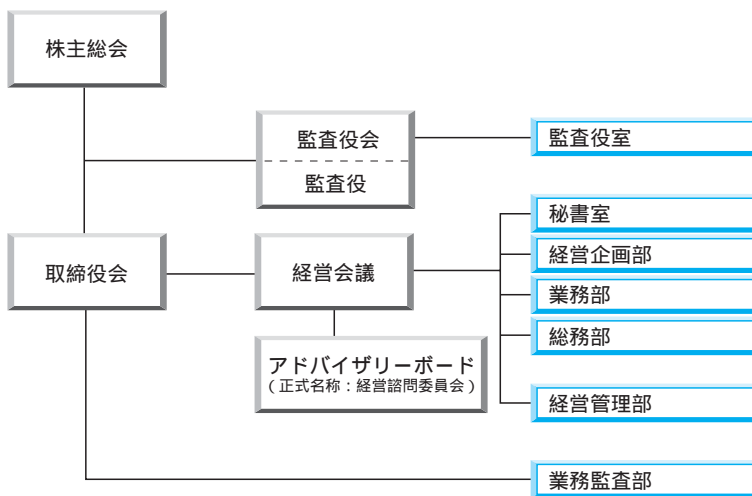 株主総会
監査役会
監査役
監査役室
秘書室
取締役会
経営会議
経営企画部
業務部
総務部
アドバイザリーボード
(正式名称：経営諮問委員会)
経営管理部
業務監査部